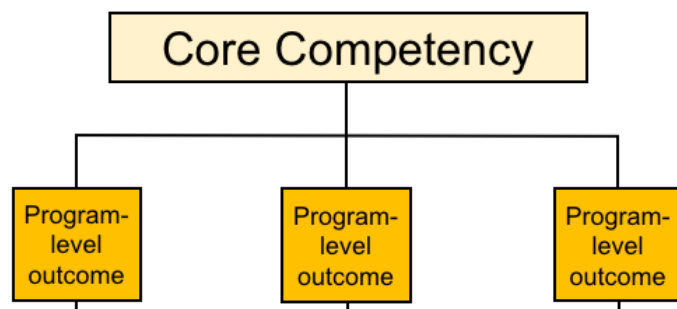 Core Competency
Program-
level
outcome
Program-
level
outcome
Program-
level
outcome